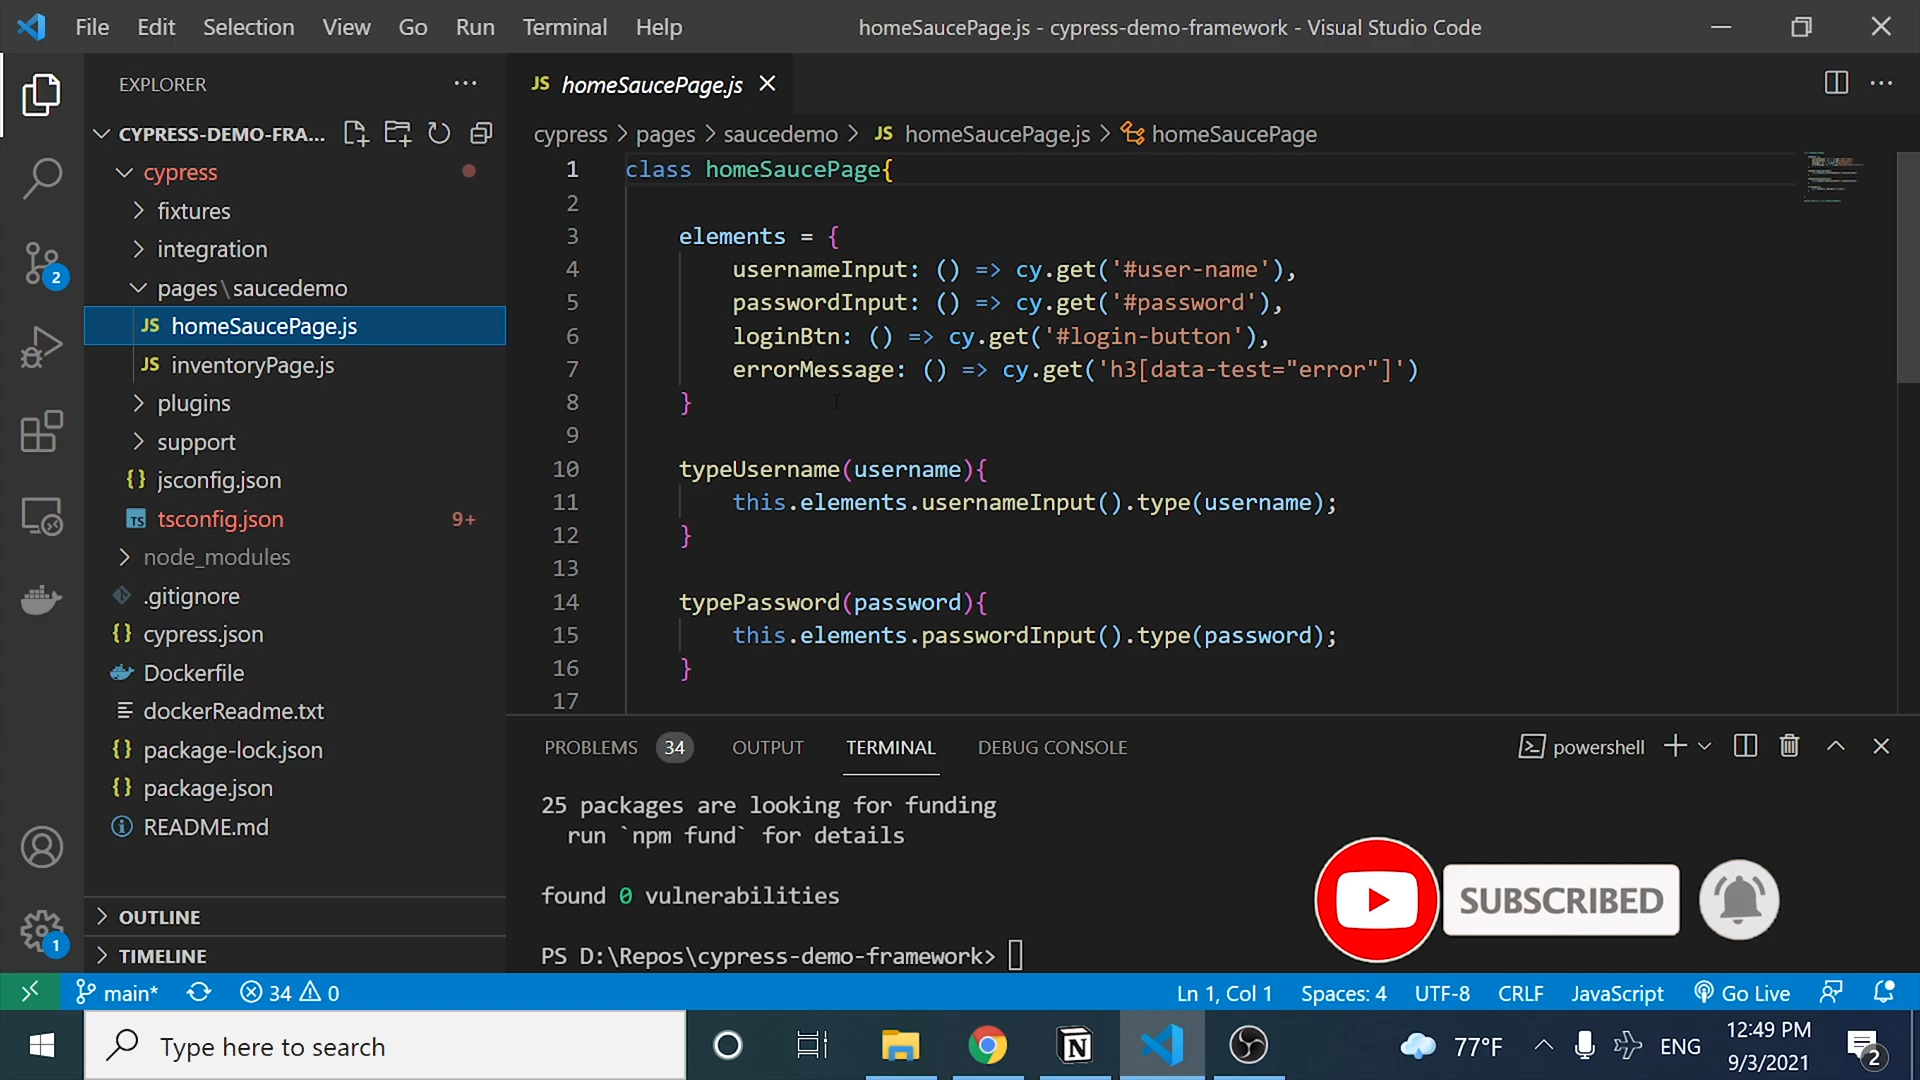 File Edit Selection View Go Run Terminal Help
homeSaucePage.js - cypress-demo-framework - Visual Studio Code
EXPLORER
CYPRESS-DEMO-FRA...
cypress
fixtures
integration
pages\saucedemo
JS homeSaucePage.js
JS inventoryPage.js
plugins
support
{} jsconfig.json
TS tsconfig.json 9+
node_modules
.gitignore
{} cypress.json
Dockerfile
dockerReadme.txt
{} package-lock.json
{} package.json
README.md
OUTLINE
TIMELINE
2
1
JS homeSaucePage.js
cypress > pages > saucedemo > JS homeSaucePage.js > homeSaucePage
1 class homeSaucePage{
2
3 elements = {
4 usernameInput: () => cy.get('#user-name'),
5 passwordInput: () => cy.get('#password'),
6 loginBtn: () => cy.get('#login-button'),
7 errorMessage: () => cy.get('h3[data-test="error"]')
8 }
9
10 typeUsername(username){
11 this.elements.usernameInput().type(username);
12 }
13
14 typePassword(password){
15 this.elements.passwordInput().type(password);
16 }
17
PROBLEMS 34 OUTPUT TERMINAL DEBUG CONSOLE
powershell
25 packages are looking for funding
run `npm fund` for details
found 0 vulnerabilities
PS D:\Repos\cypress-demo-framework>
SUBSCRIBED
main* 34 0
Ln 1, Col 1 Spaces: 4 UTF-8 CRLF JavaScript Go Live
Type here to search
77°F ENG
12:49 PM
9/3/2021
2